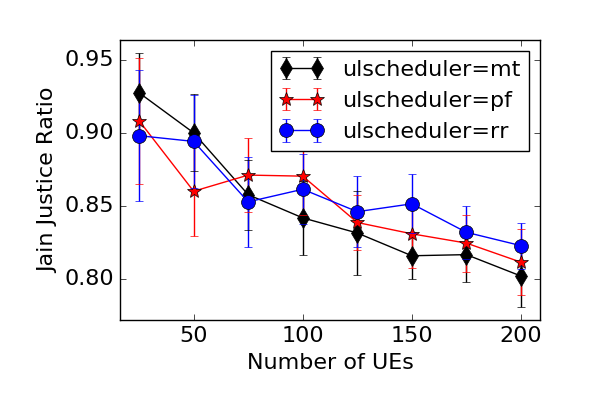 Jain Justice Ratio
0.95
0.90
0.85
0.80
ulscheduler=mt
ulscheduler=pf
ulscheduler=rr
50
100
150
200
Number of UEs